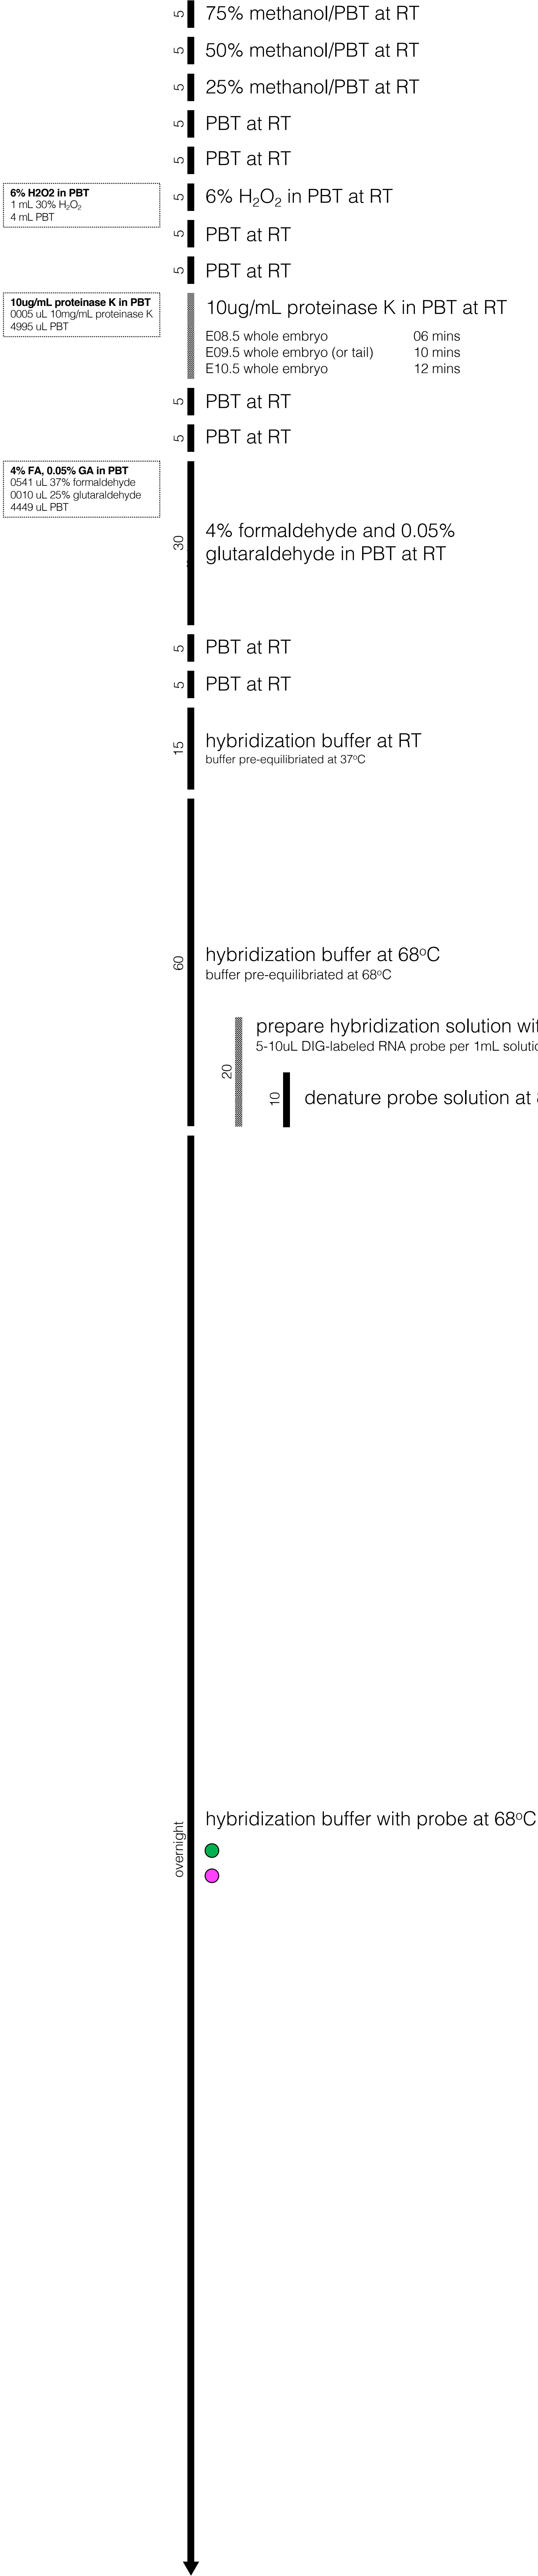 5
75% methanol/PBT at RT
5
50% methanol/PBT at RT
5
25% methanol/PBT at RT
5
PBT at RT
5
PBT at RT
6% H2O2 in PBT
1 mL 30% H₂O₂
4 mL PBT
5
6% H₂O₂ in PBT at RT
5
PBT at RT
5
PBT at RT
10ug/mL proteinase K in PBT
0005 uL 10mg/mL proteinase K
4995 uL PBT
10ug/mL proteinase K in PBT at RT
E08.5 whole embryo 06 mins
E09.5 whole embryo (or tail) 10 mins
E10.5 whole embryo 12 mins
5
PBT at RT
5
PBT at RT
4% FA, 0.05% GA in PBT
0541 uL 37% formaldehyde
0010 uL 25% glutaraldehyde
4449 uL PBT
30
4% formaldehyde and 0.05%
glutaraldehyde in PBT at RT
5
PBT at RT
5
PBT at RT
15
hybridization buffer at RT
buffer pre-equilibriated at 37ºC
60
hybridization buffer at 68ºC
buffer pre-equilibriated at 68ºC
20
prepare hybridization solution
5-10uL DIG-labeled RNA probe per 1mL
10
denature probe solution at
overnight
hybridization buffer with probe at 68ºC